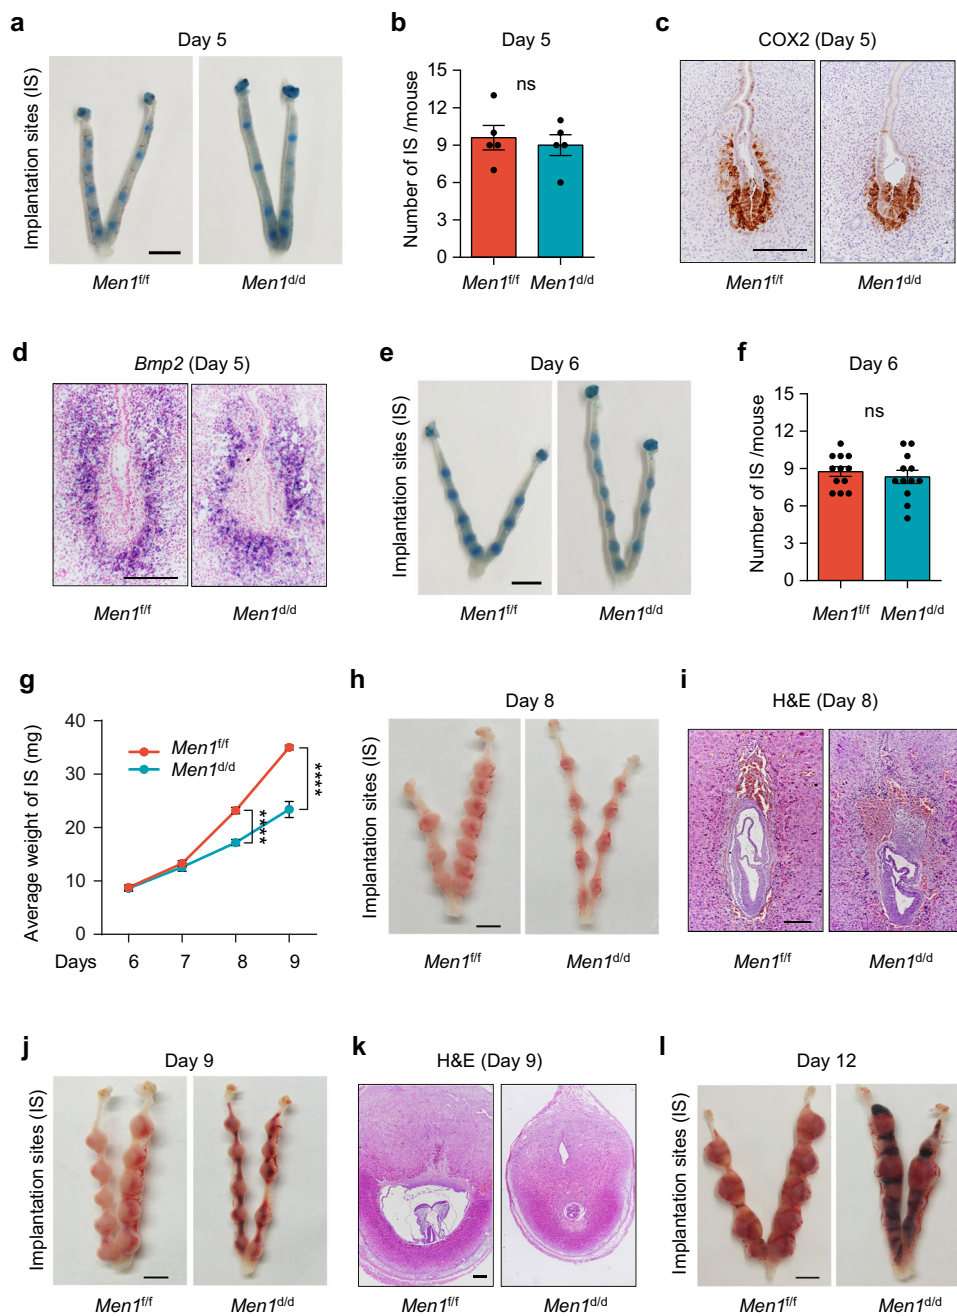 a
Day 5
Implantation sites (IS)
Men1f/f
Men1d/d
b
Day 5
Number of IS /mouse
15
12
9
6
3
0
ns
Men1f/f
Men1d/d
c
COX2 (Day 5)
Men1f/f
Men1d/d
d
Bmp2 (Day 5)
Men1f/f
Men1d/d
e
Day 6
Implantation sites (IS)
Men1f/f
Men1d/d
f
Day 6
Number of IS /mouse
15
12
9
6
3
0
ns
Men1f/f
Men1d/d
g
Average weight of IS (mg)
40
30
20
10
0
Men1f/f
Men1d/d
****
****
Days 6 7 8 9
h
Day 8
Implantation sites (IS)
Men1f/f
Men1d/d
i
H&E (Day 8)
Men1f/f
Men1d/d
j
Day 9
Implantation sites (IS)
Men1f/f
Men1d/d
k
H&E (Day 9)
Men1f/f
Men1d/d
l
Day 12
Implantation sites (IS)
Men1f/f
Men1d/d